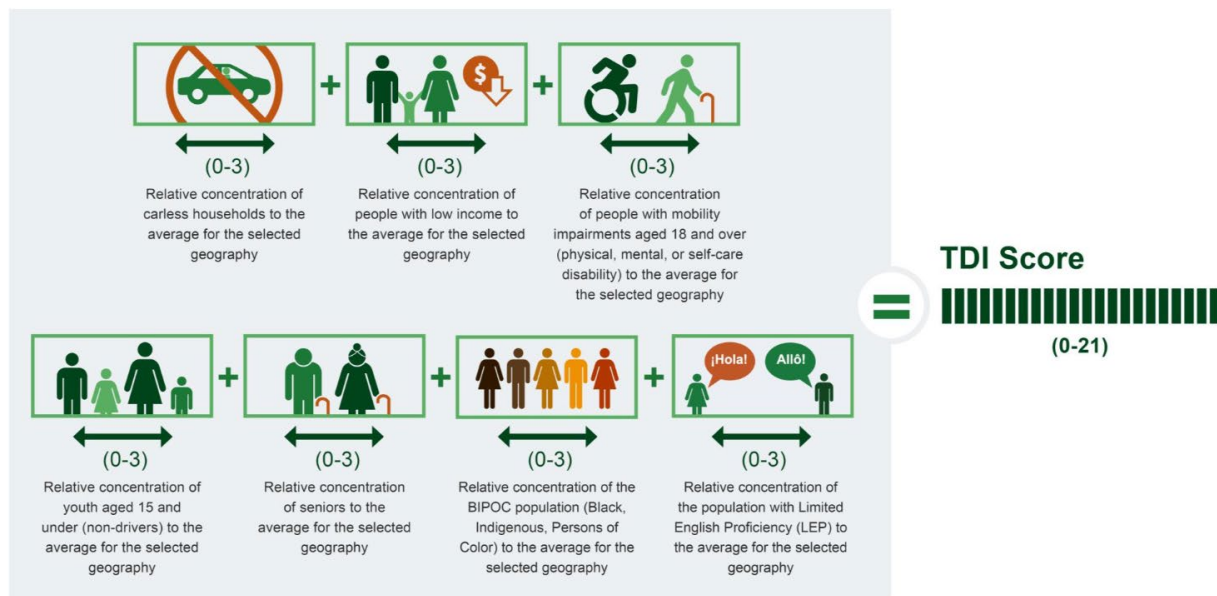 $
(0-3)
Relative concentration of
carless households to the
average for the selected
geography
(0-3)
Relative concentration of
people with low income to
the average for the selected
geography
(0-3)
Relative concentration
of people with mobility
impairments aged 18 and over
(physical, mental, or self-care
disability) to the average for
the selected geography
¡Hola!
Allô!
(0-3)
Relative concentration of
youth aged 15 and
under (non-drivers) to the
average for the selected
geography
(0-3)
Relative concentration
of seniors to the
average for the selected
geography
(0-3)
Relative concentration of the
BIPOC population (Black,
Indigenous, Persons of
Color) to the average for the
selected geography
(0-3)
Relative concentration of
the population with Limited
English Proficiency (LEP) to
the average for the selected
geography
TDI Score
(0-21)